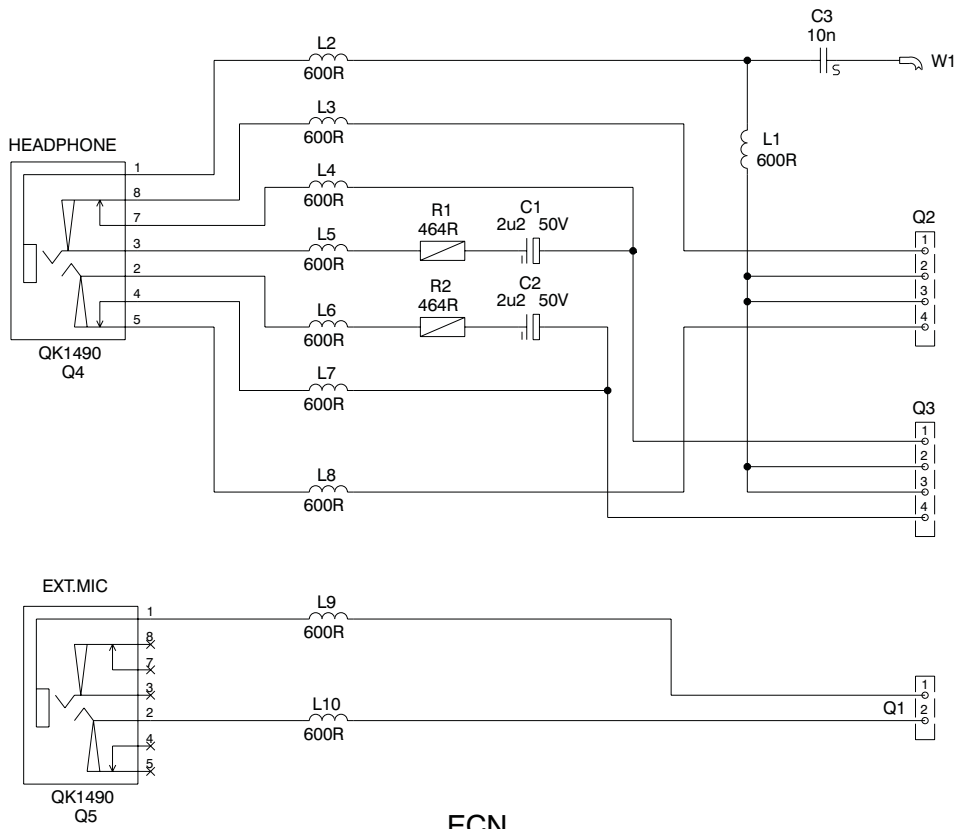 C3
10n
W1
L2
600R
L3
600R
HEADPHONE
L1
600R
1
8
7
3
2
4
5
L4
600R
R1
464R
C1
2u2 50V
L5
600R
R2
464R
C2
2u2 50V
L6
600R
Q2
1
2
3
4
QK1490
Q4
L7
600R
Q3
1
2
3
4
L8
600R
EXT.MIC
1
8
7
3
2
4
5
L9
600R
L10
600R
Q1
1
2
QK1490
Q5
ECN